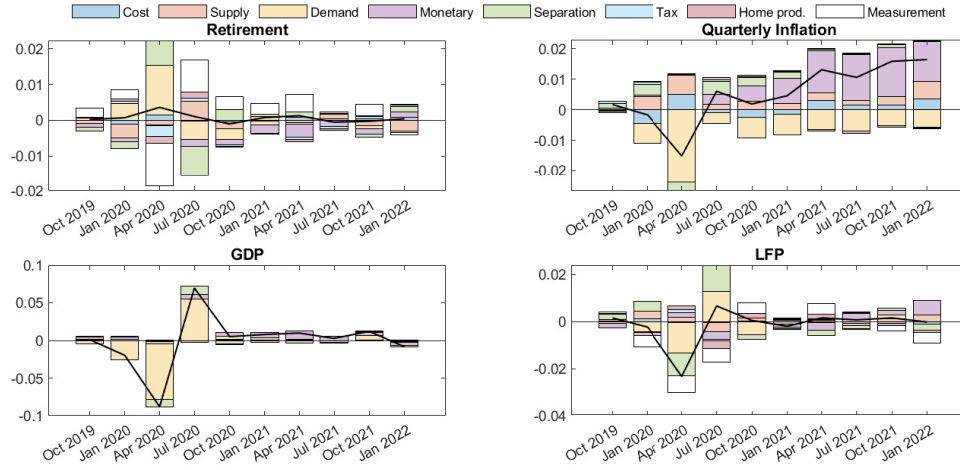 Cost Supply Demand Monetary Separation Tax Home prod. Measurement
Retirement
0.02
0.01
0
-0.01
0.02
Oct 2019 Jan 2020 Apr 2020 Jul 2020 Oct 2020 Jan 2021 Apr 2021 Jul 2021 Oct 2021 Jan 2022
Quarterly Inflation
0.02
0.01
0
-0.01
-0.02
Oct 2019 Jan 2020 Apr 2020 Jul 2020 Oct 2020 Jan 2021 Apr 2021 Jul 2021 Oct 2021 Jan 2022
GDP
0.1
0.05
0
-0.05
-0.1
Oct 2019 Jan 2020 Apr 2020 Jul 2020 Oct 2020 Jan 2021 Apr 2021 Jul 2021 Oct 2021 Jan 2022
LFP
0.02
0
-0.02
-0.04
Oct 2019 Jan 2020 Apr 2020 Jul 2020 Oct 2020 Jan 2021 Apr 2021 Jul 2021 Oct 2021 Jan 2022